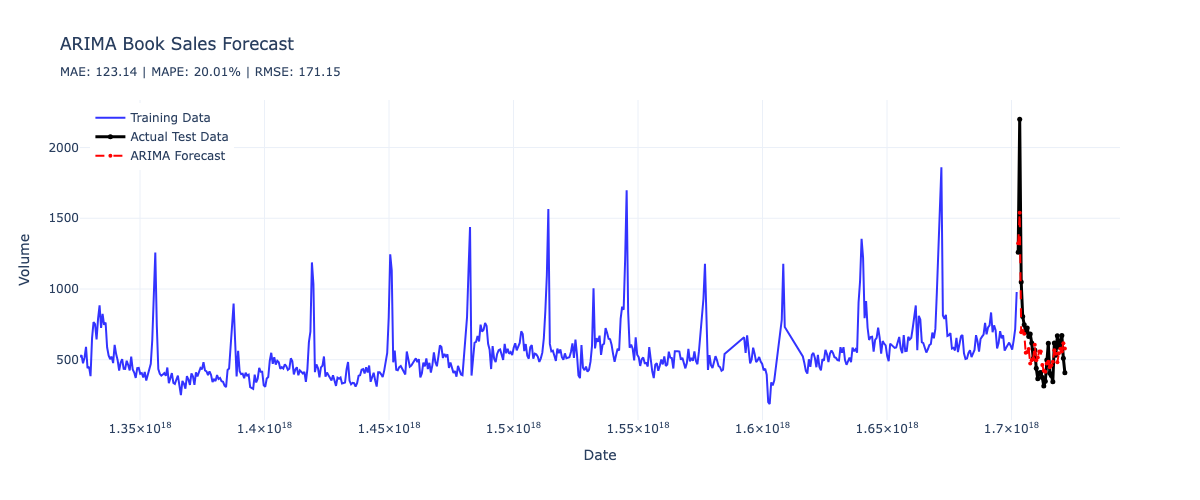 ARIMA Book Sales Forecast
MAE: 123.14 | MAPE: 20.01% | RMSE: 171.15
Training Data
Actual Test Data
ARIMA Forecast
2000
1500
1000
500
Volume
1.35×10¹⁸ 1.4×10¹⁸ 1.45×10¹⁸ 1.5×10¹⁸ 1.55×10¹⁸ 1.6×10¹⁸ 1.65×10¹⁸ 1.7×10¹⁸
Date